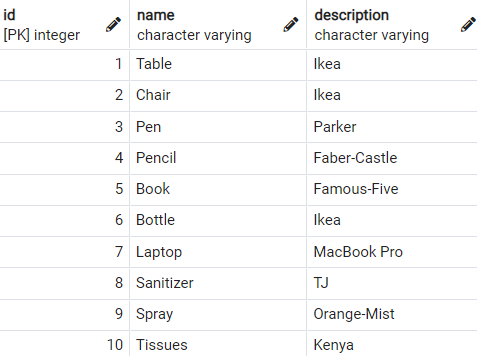 id name description
[PK] integer character varying character varying
1 Table Ikea
2 Chair Ikea
3 Pen Parker
4 Pencil Faber-Castle
5 Book Famous-Five
6 Bottle Ikea
7 Laptop MacBook Pro
8 Sanitizer TJ
9 Spray Orange-Mist
10 Tissues Kenya